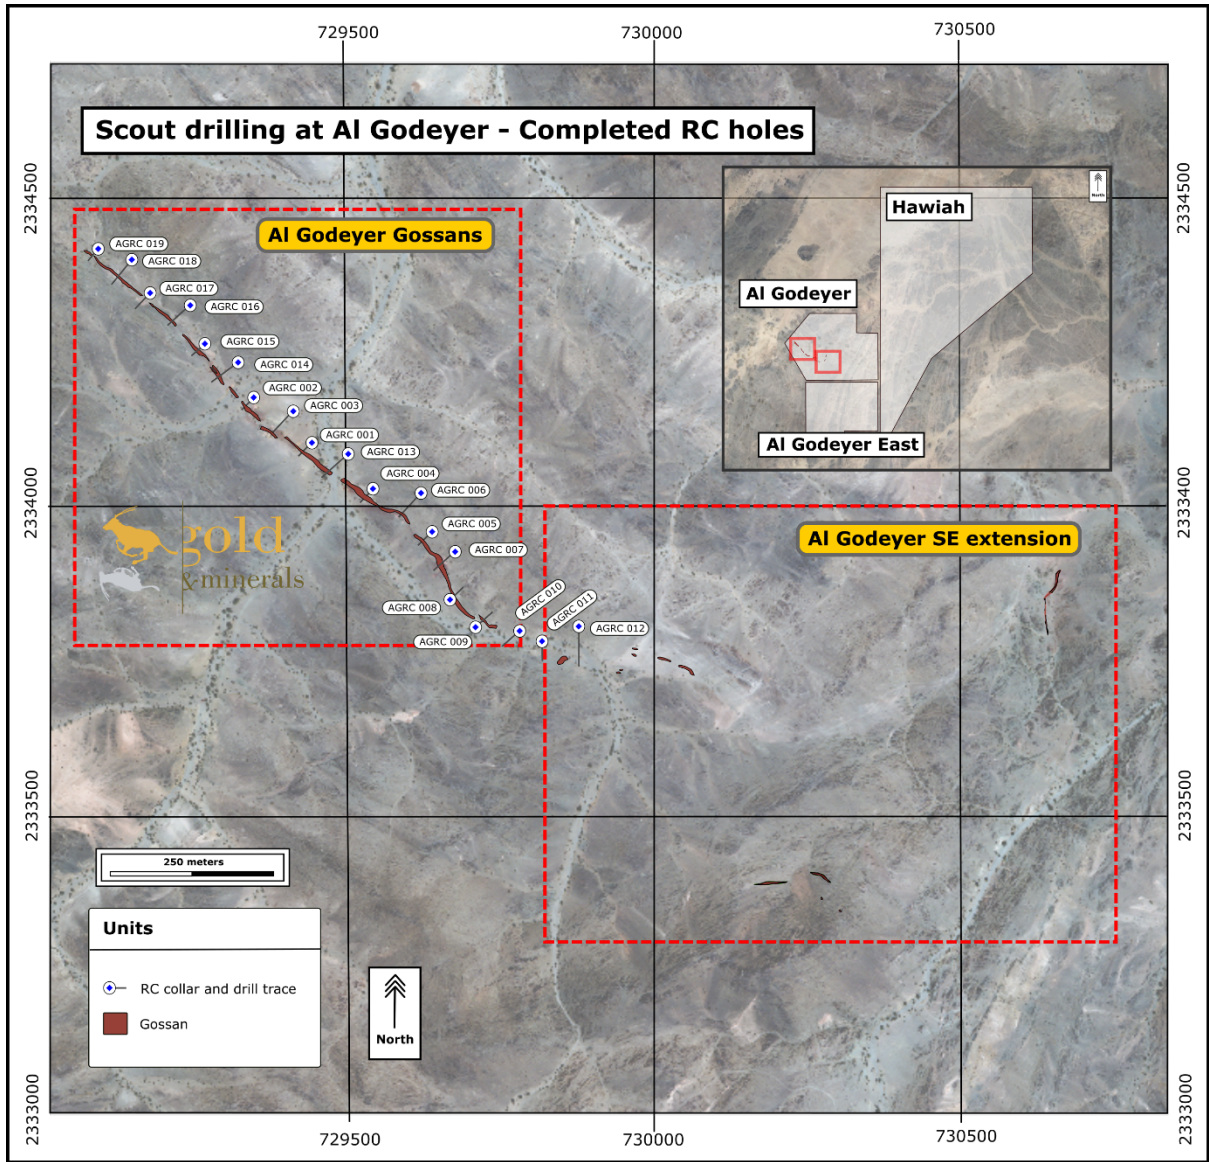 729500
730000
730500
Scout drilling at Al Godeyer - Completed RC holes
2334500
2334500
North
Hawiah
Al Godeyer
Al Godeyer East
Al Godeyer Gossans
AGRC 019
AGRC 018
AGRC 017
AGRC 016
AGRC 015
AGRC 014
AGRC 002
AGRC 003
AGRC 001
AGRC 013
AGRC 004
AGRC 006
AGRC 005
AGRC 007
AGRC 008
AGRC 009
AGRC 010
AGRC 011
AGRC 012
2334000
2333400
gold
& minerals
Al Godeyer SE extension
2333500
2333500
250 meters
Units
RC collar and drill trace
Gossan
North
2333000
2333000
729500
730000
730500